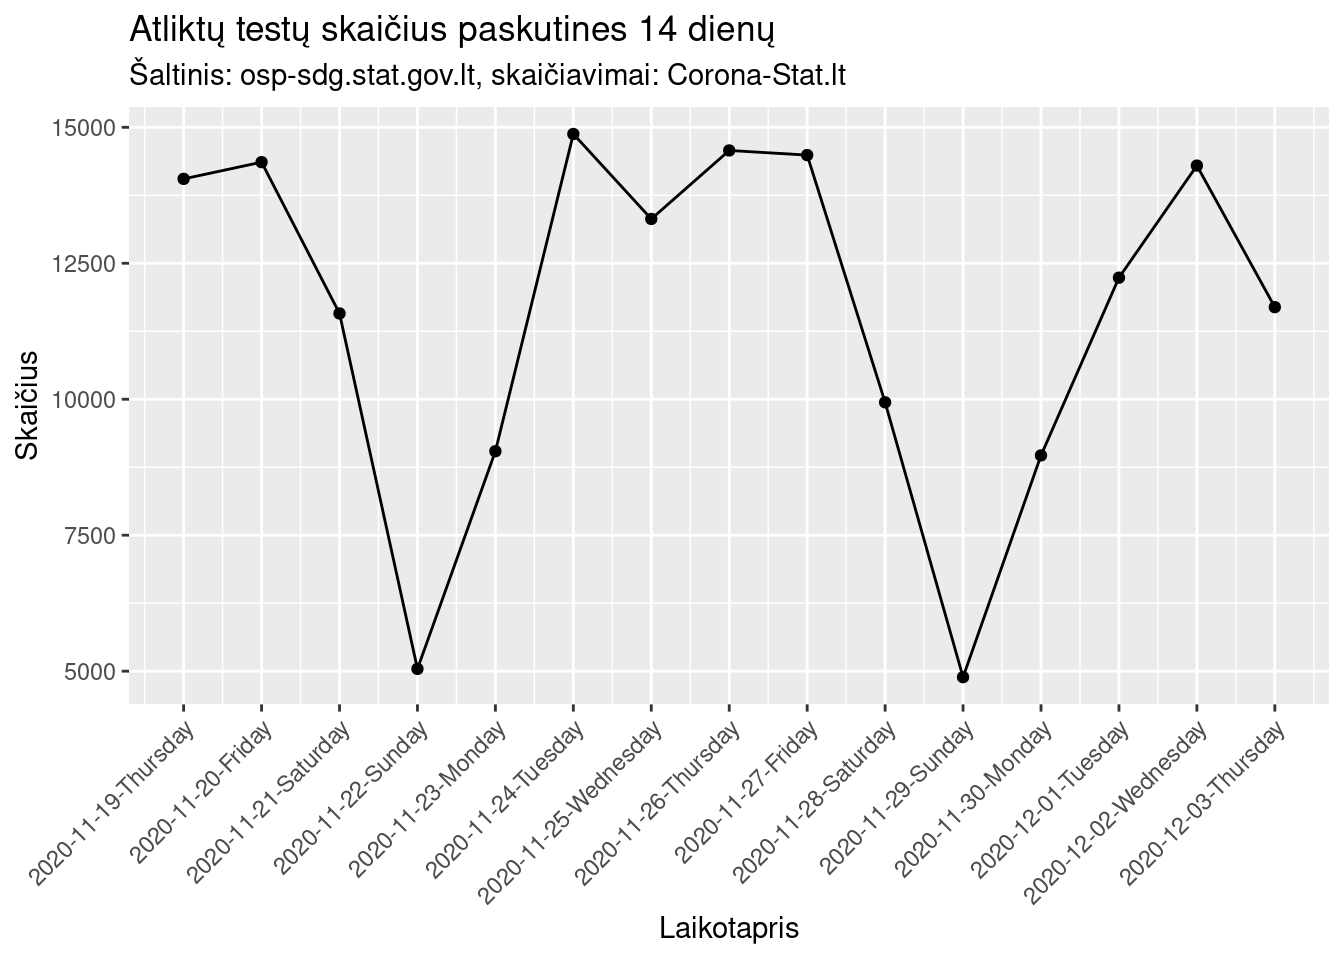 Atliktų testų skaičius paskutines 14 dienų
Šaltinis: osp-sdg.stat.gov.lt, skaičiavimai: Corona-Stat.lt
Skaičius
15000
12500
10000
7500
5000
2020-11-19-Thursday
2020-11-20-Friday
2020-11-21-Saturday
2020-11-22-Sunday
2020-11-23-Monday
2020-11-24-Tuesday
2020-11-25-Wednesday
2020-11-26-Thursday
2020-11-27-Friday
2020-11-28-Saturday
2020-11-29-Sunday
2020-11-30-Monday
2020-12-01-Tuesday
2020-12-02-Wednesday
2020-12-03-Thursday
Laikotapris